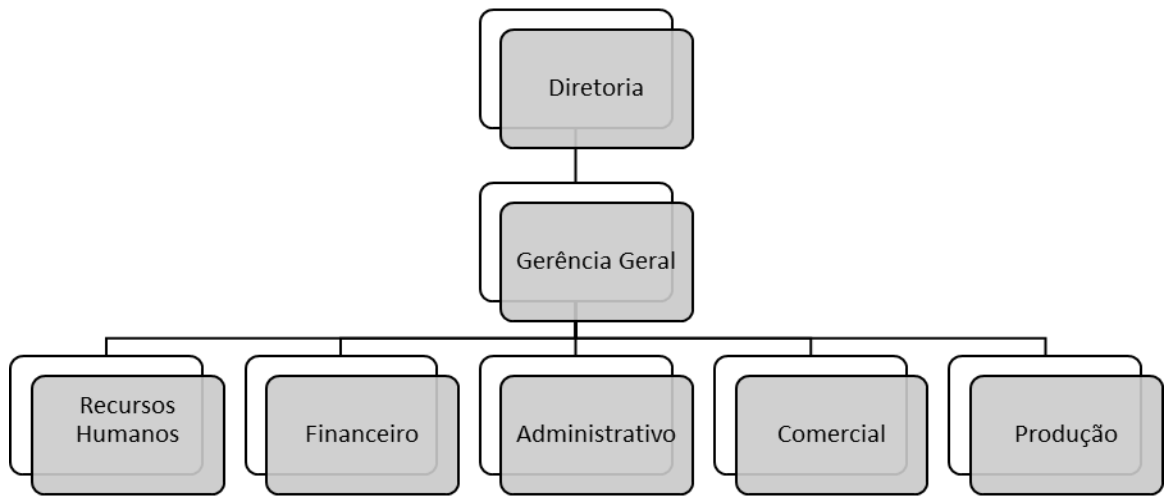 Diretoria
Gerência Geral
Recursos
Humanos
Financeiro
Administrativo
Comercial
Produção